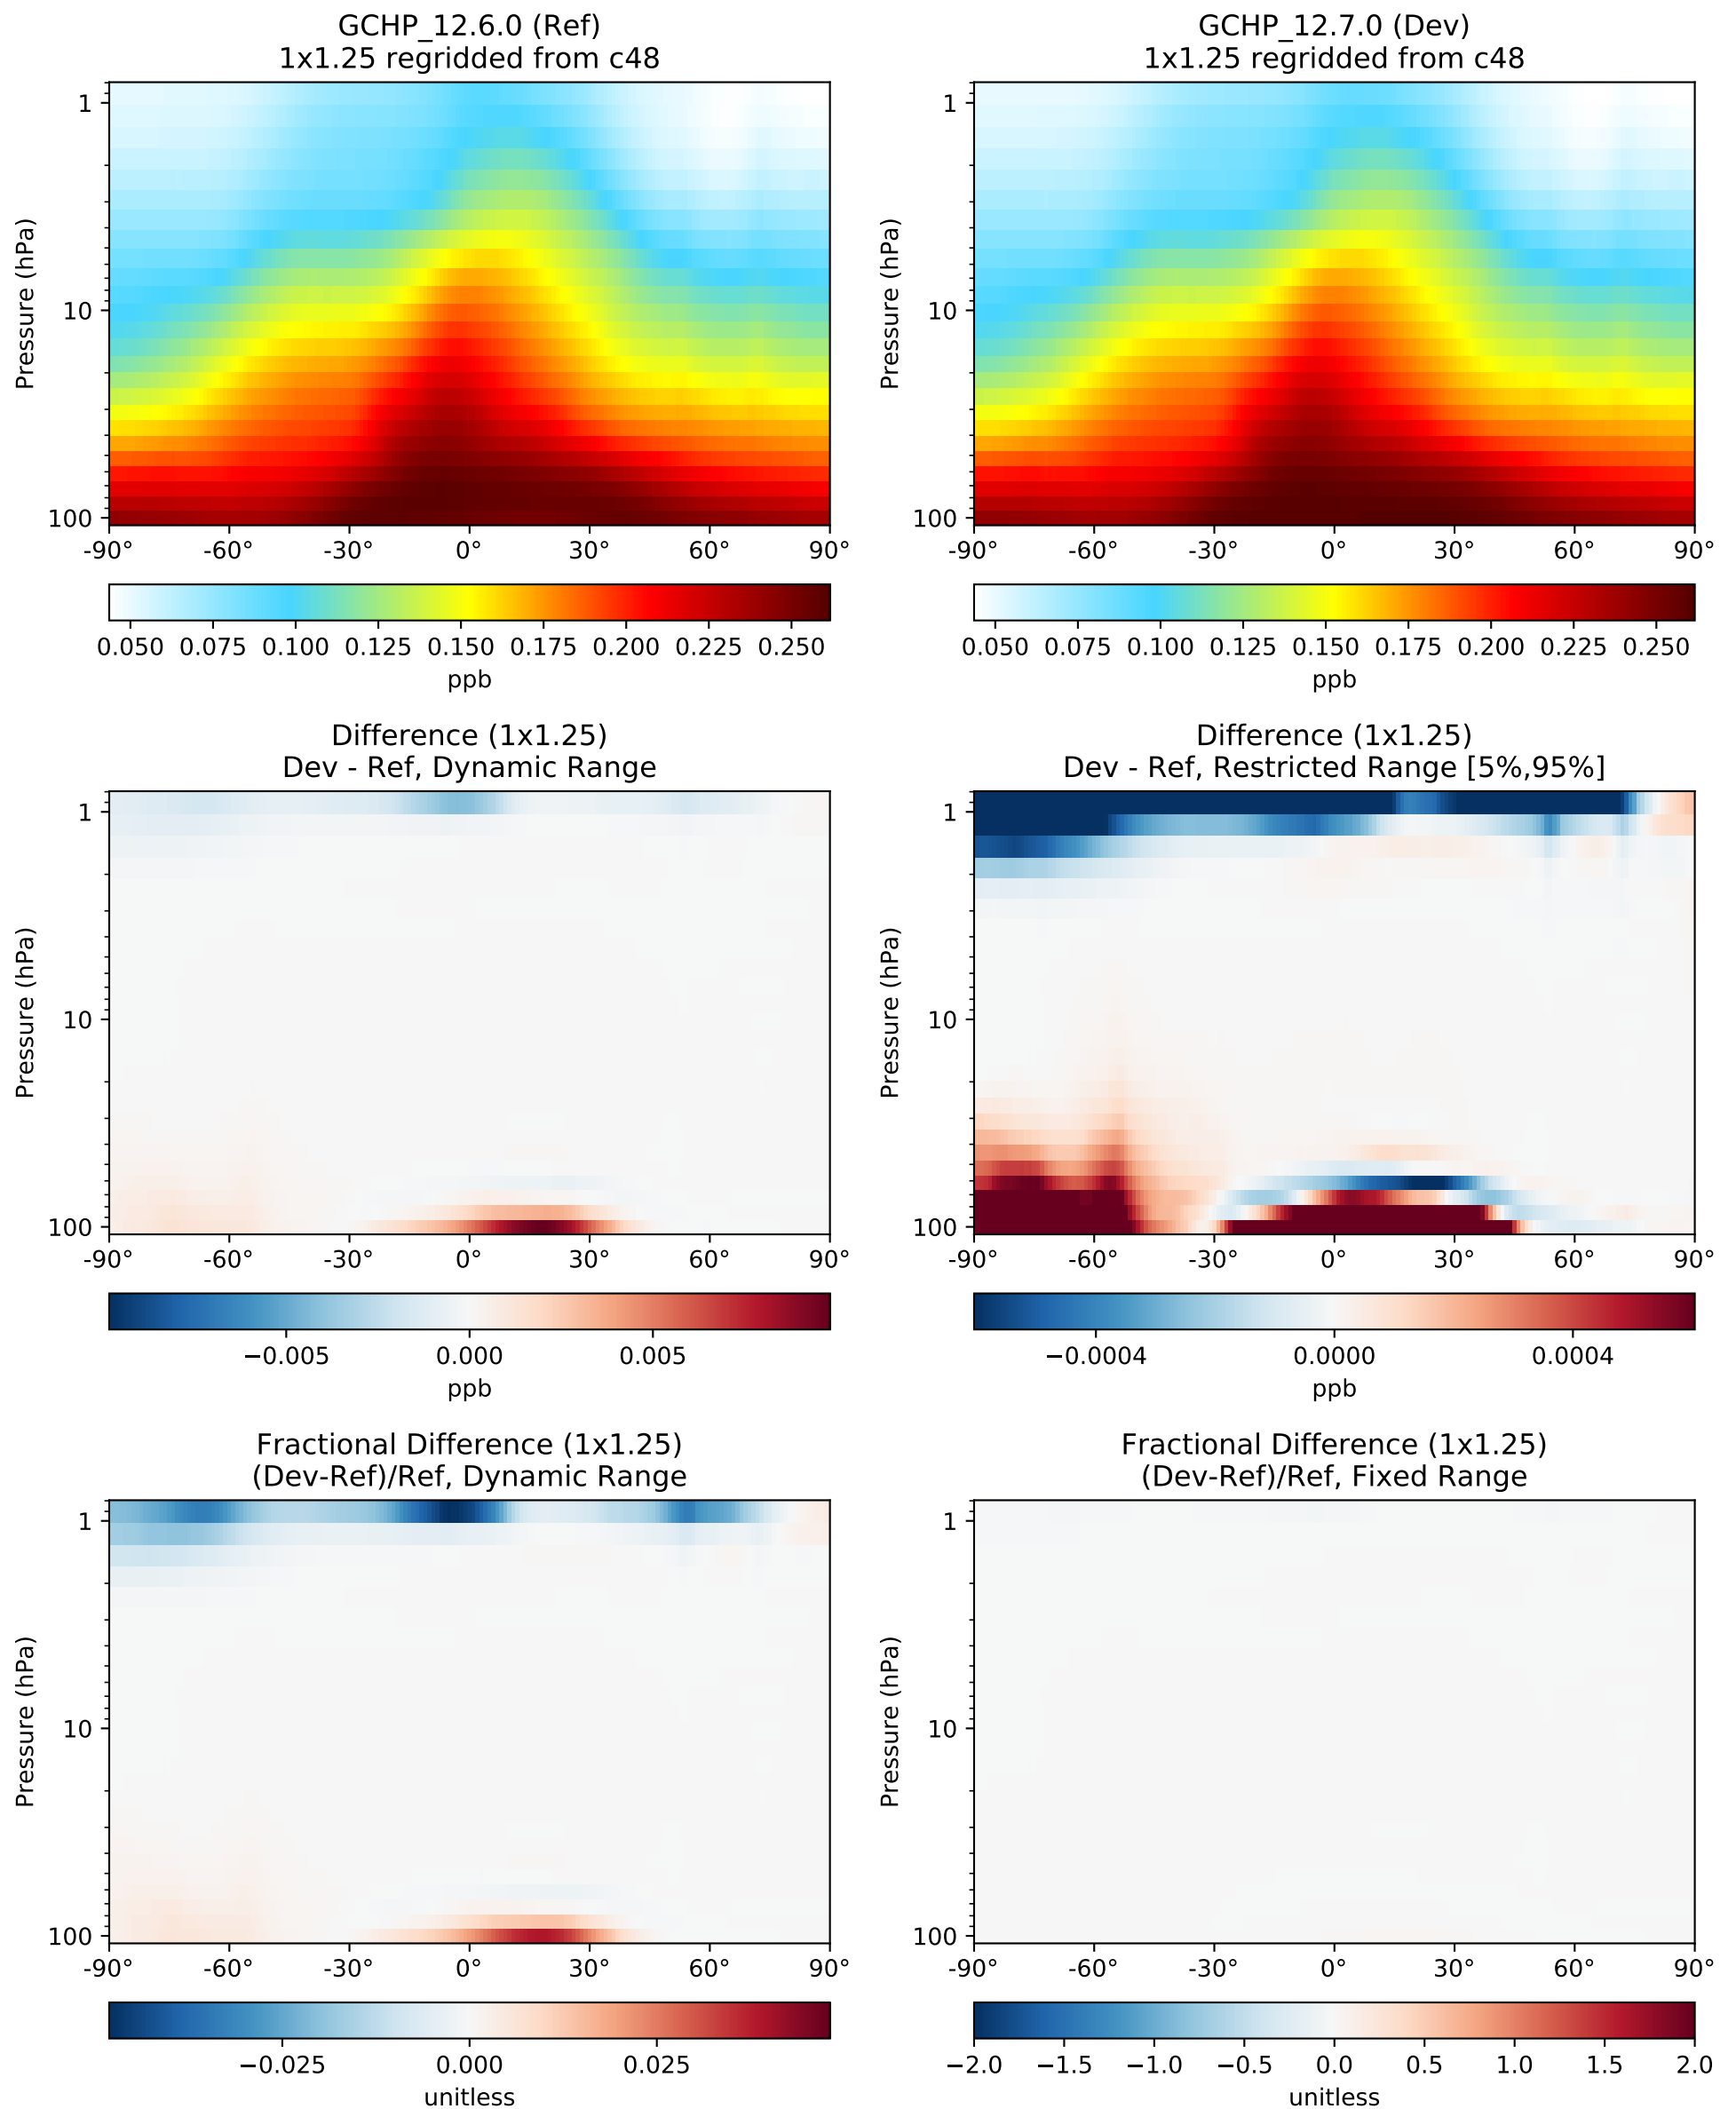 GCHP_12.6.0 (Ref)
1x1.25 regridded from c48
Pressure (hPa)
1
10
100
-90° -60° -30° 0° 30° 60° 90°
0.050 0.075 0.100 0.125 0.150 0.175 0.200 0.225 0.250
ppb
GCHP_12.7.0 (Dev)
1x1.25 regridded from c48
Pressure (hPa)
1
10
100
-90° -60° -30° 0° 30° 60° 90°
0.050 0.075 0.100 0.125 0.150 0.175 0.200 0.225 0.250
ppb
Difference (1x1.25)
Dev - Ref, Dynamic Range
Pressure (hPa)
1
10
100
-90° -60° -30° 0° 30° 60° 90°
−0.005 0.000 0.005
ppb
Difference (1x1.25)
Dev - Ref, Restricted Range [5%,95%]
Pressure (hPa)
1
10
100
-90° -60° -30° 0° 30° 60° 90°
−0.0004 0.0000 0.0004
ppb
Fractional Difference (1x1.25)
(Dev-Ref)/Ref, Dynamic Range
Pressure (hPa)
1
10
100
-90° -60° -30° 0° 30° 60° 90°
−0.025 0.000 0.025
unitless
Fractional Difference (1x1.25)
(Dev-Ref)/Ref, Fixed Range
Pressure (hPa)
1
10
100
-90° -60° -30° 0° 30° 60° 90°
−2.0 −1.5 −1.0 −0.5 0.0 0.5 1.0 1.5 2.0
unitless